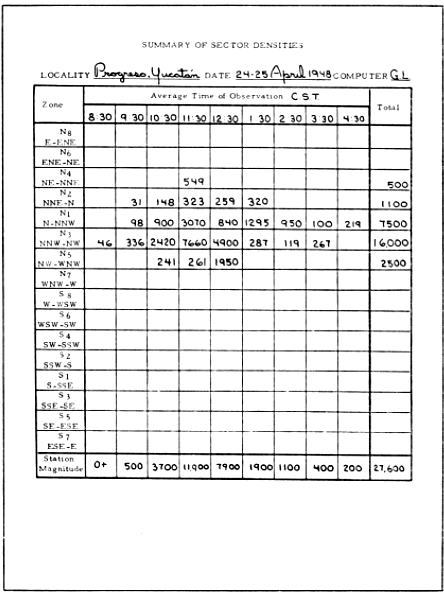 SUMMARY OF SECTOR DENSITIES
LOCALITY Progreso, Yucatán DATE 24-25 April 1948 COMPUTER G.L
Zone Average Time of Observation C S T. Total
8:30 9:30 10:30 11:30 12:30 1:30 2:30 3:30 4:30
N8
E-ENE
N6
ENE-NE
N4
NE-NNE 549 500
N2
NNE-N 31 148 323 259 320 1100
N1
N-NNW 98 900 3070 840 1295 950 100 219 7500
N3
NNW-NW 46 336 2420 7660 4900 287 119 267 16,000
N5
NW-WNW 241 261 1950 2500
N7
WNW-W
S8
W-WSW
S6
WSW-SW
S4
SW-SSW
S2
SSW-S
S1
S-SSE
S3
SSE-SE
S5
SE-ESE
S7
ESE-E
Station
Magnitude 0+ 500 3700 11,900 7900 1900 1100 400 200 27,600